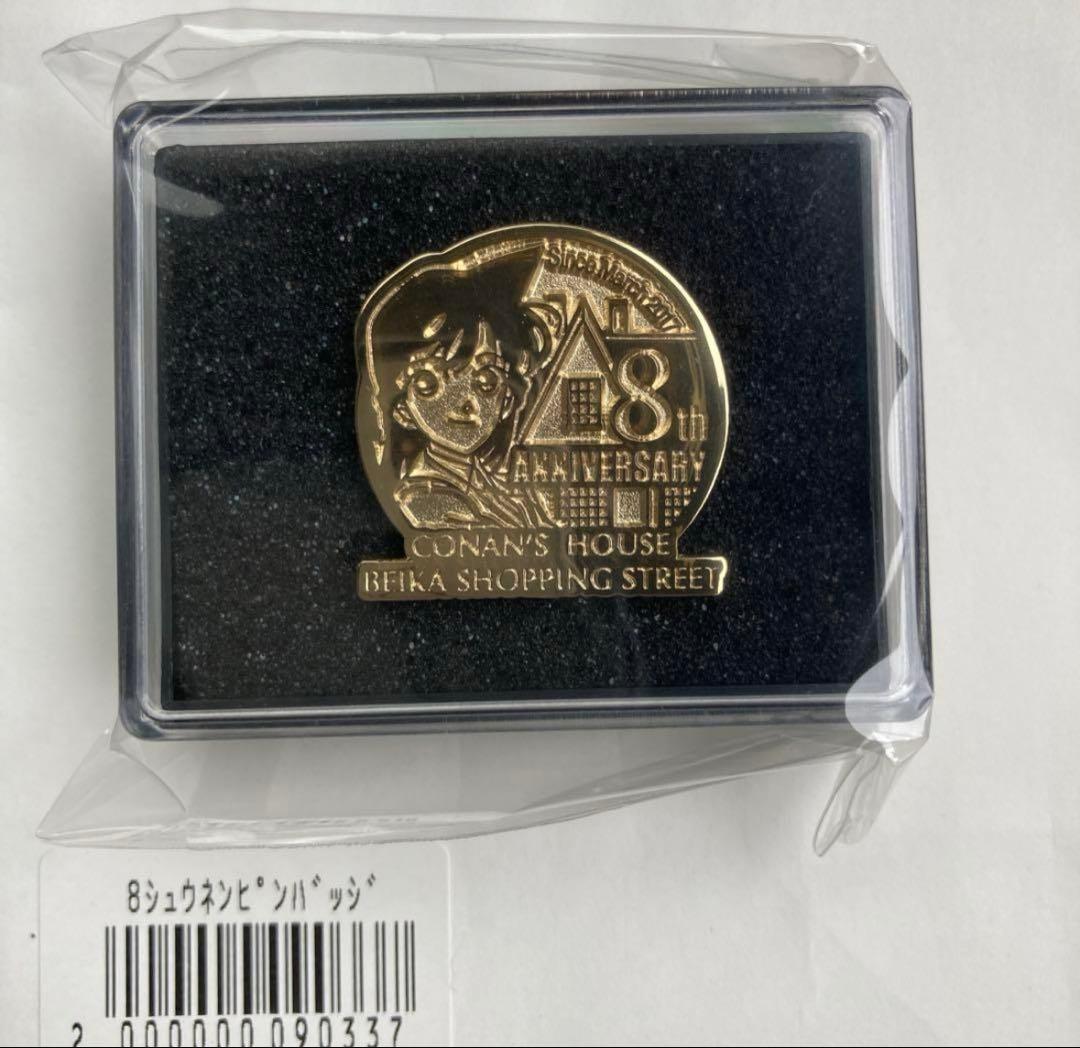 Since.March.2017
8th
ANNIVERSARY
CONAN'S HOUSE
BEIKA SHOPPING STREET
8シュウネンピンバッジ
2 000000 090337